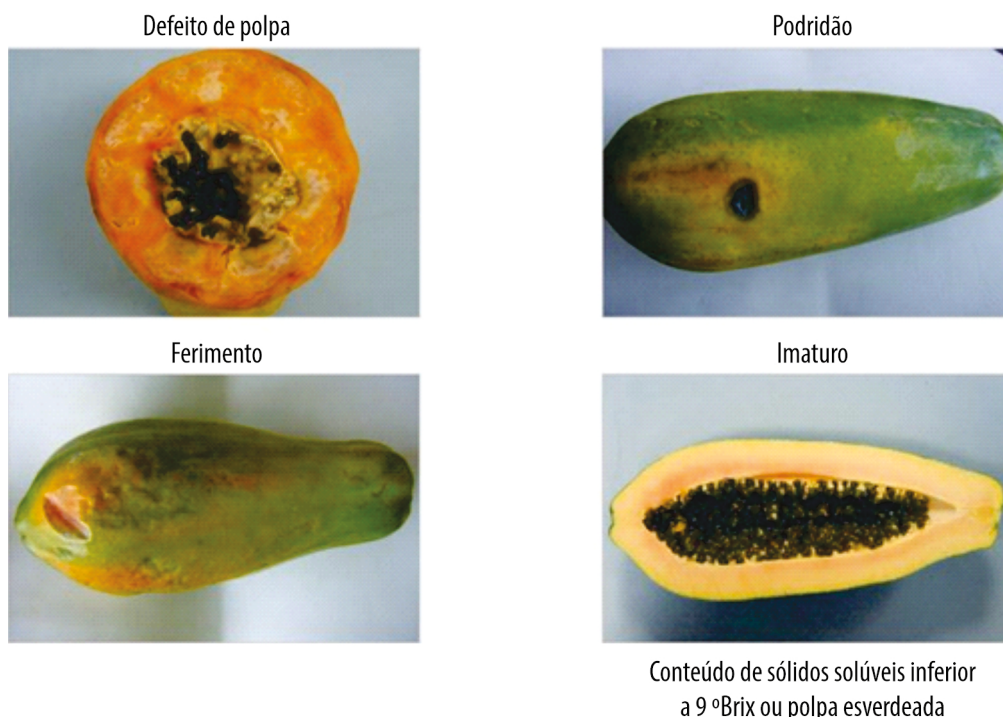 Defeito de polpa
Podridão
Ferimento
Imaturo
Conteúdo de sólidos solúveis inferior
a 9 ºBrix ou polpa esverdeada